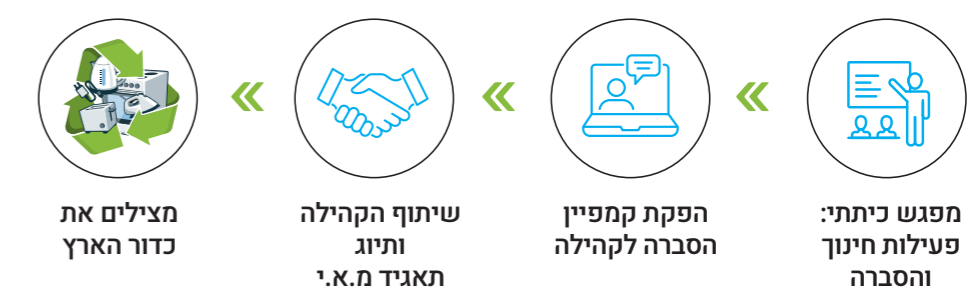 מפגש כיתתי:
פעילות חינוך
והסברה
הפקת קמפיין
הסברה לקהילה
שיתוף הקהילה
ותיוג
תאגיד מ.א.י
מצילים את
כדור הארץ